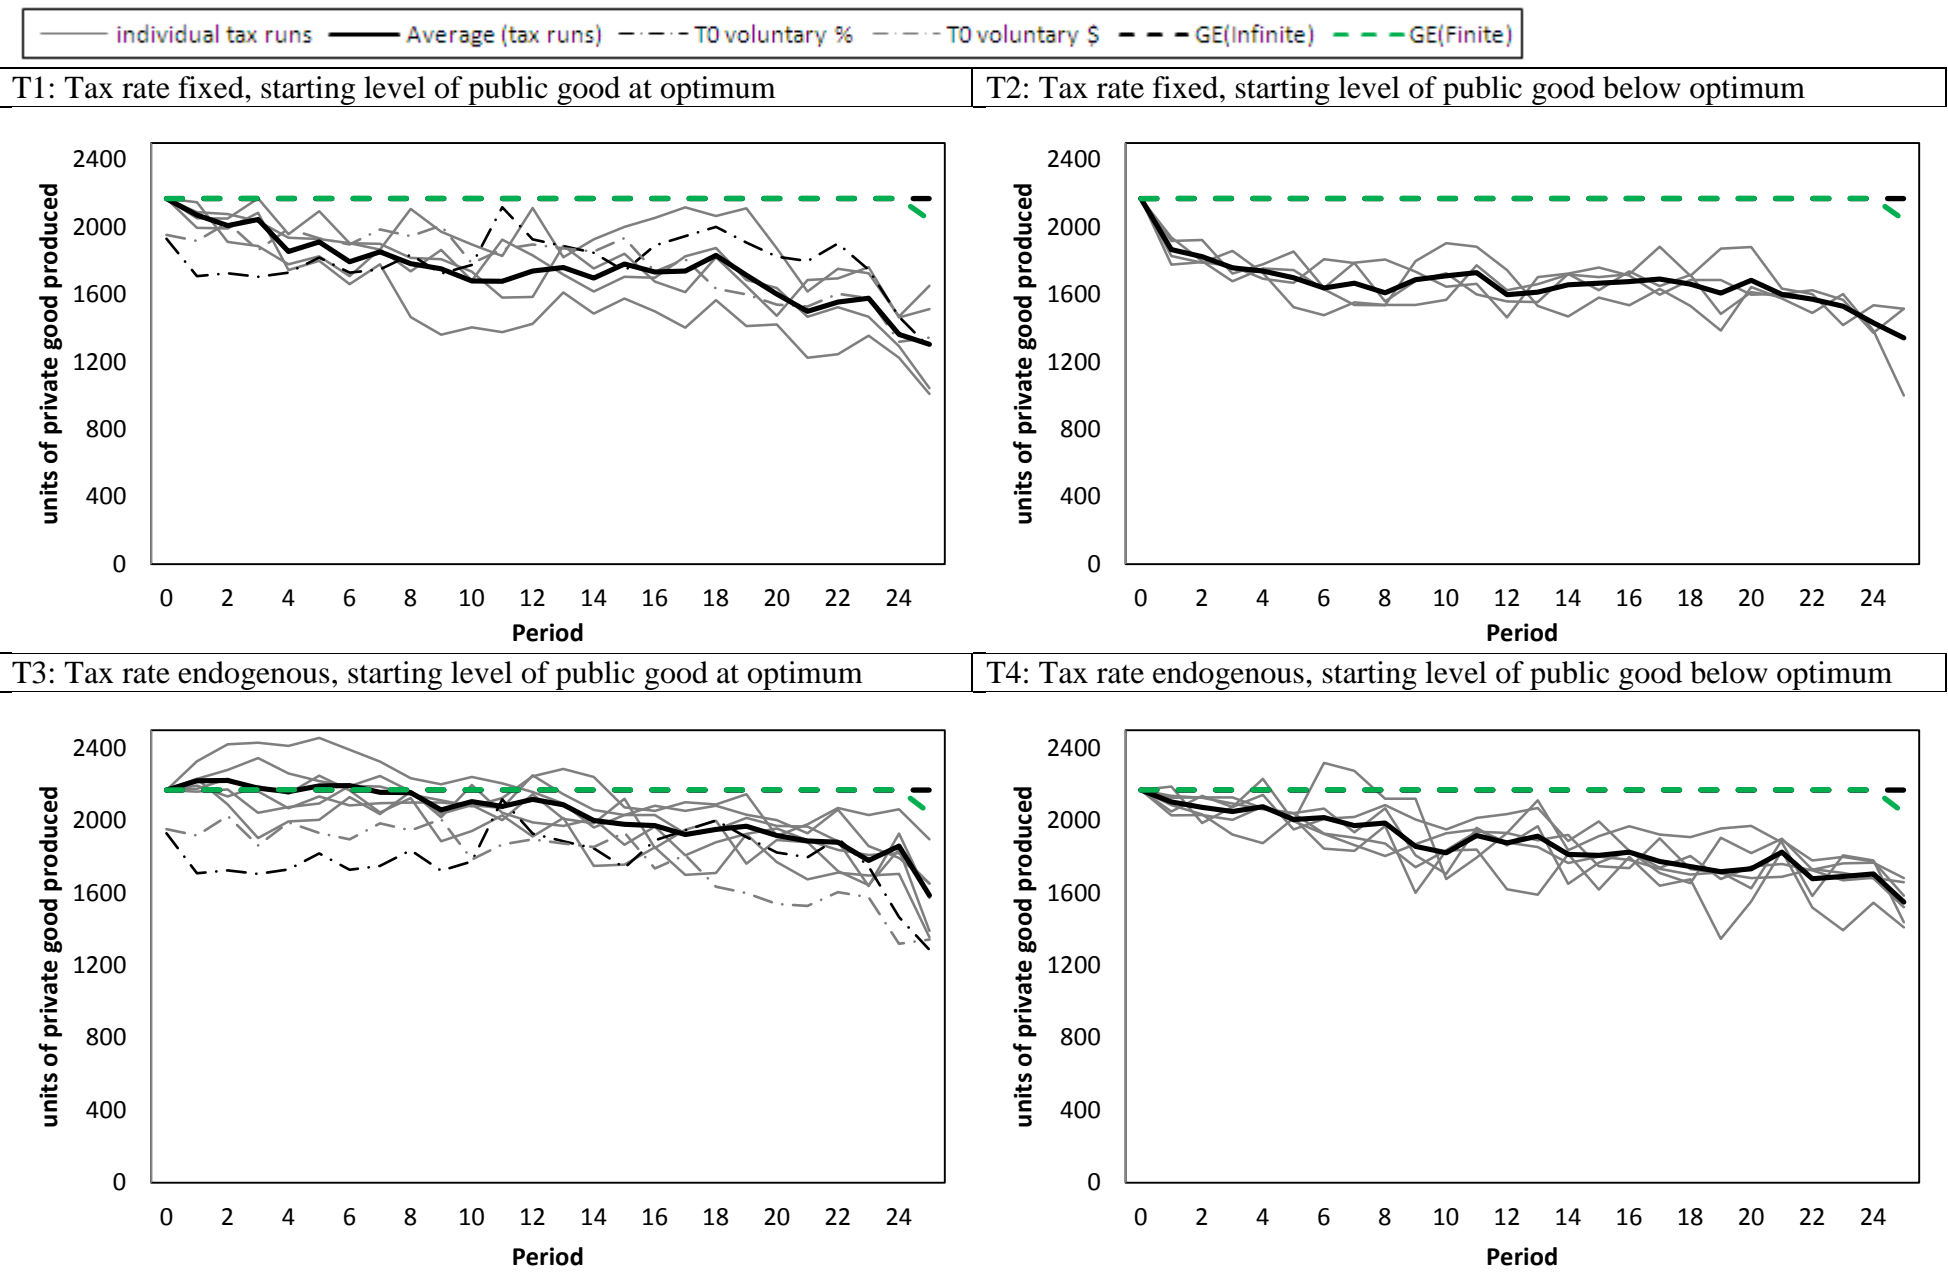 individual tax runs Average (tax runs) T0 voluntary % T0 voluntary $ GE(Infinite) GE(Finite)
T1: Tax rate fixed, starting level of public good at optimum
units of private good produced
2400
2000
1600
1200
800
400
0
0 2 4 6 8 10 12 14 16 18 20 22 24
Period
T2: Tax rate fixed, starting level of public good below optimum
units of private good produced
2400
2000
1600
1200
800
400
0
0 2 4 6 8 10 12 14 16 18 20 22 24
Period
T3: Tax rate endogenous, starting level of public good at optimum
units of private good produced
2400
2000
1600
1200
800
400
0
0 2 4 6 8 10 12 14 16 18 20 22 24
Period
T4: Tax rate endogenous, starting level of public good below optimum
units of private good produced
2400
2000
1600
1200
800
400
0
0 2 4 6 8 10 12 14 16 18 20 22 24
Period